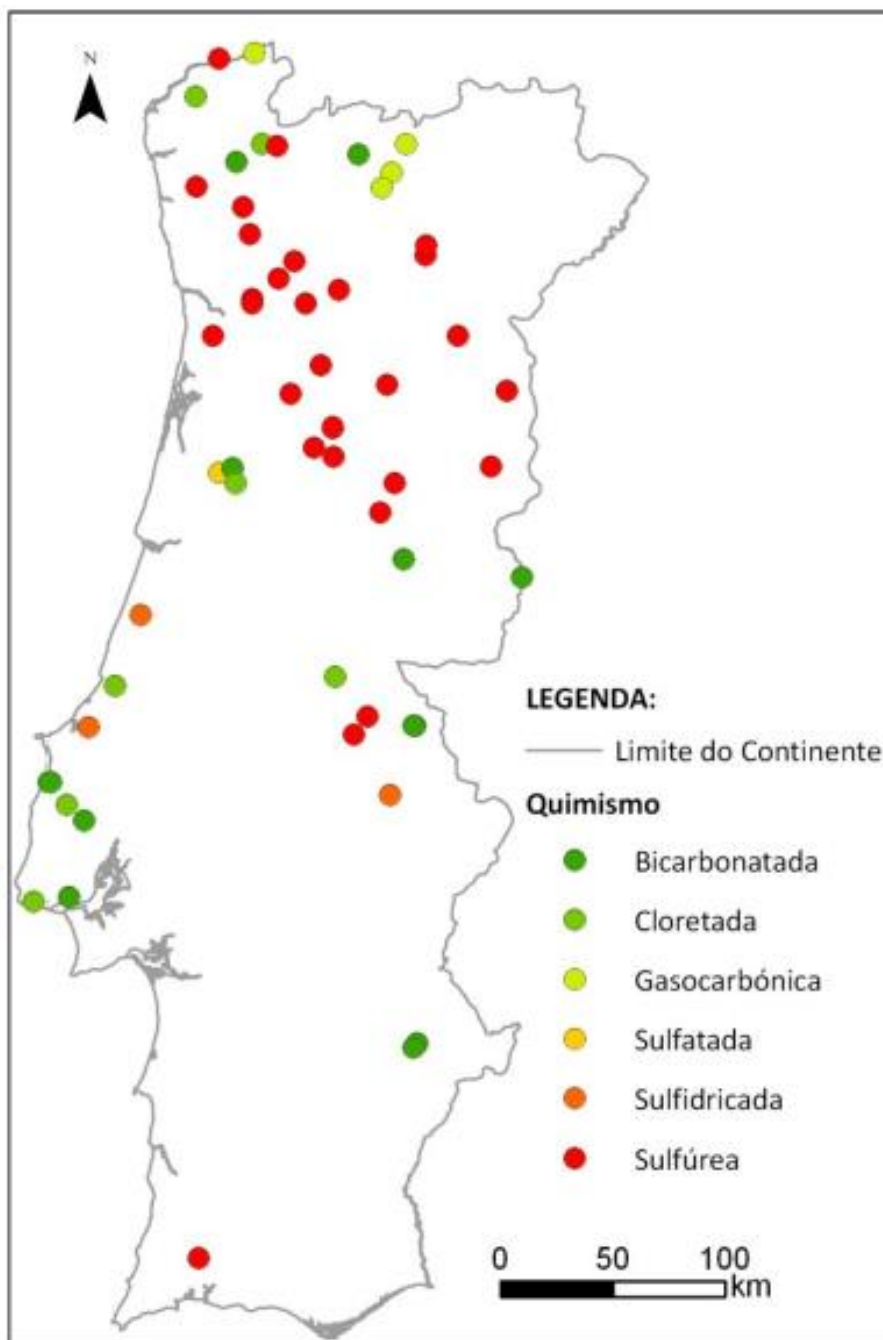 N
LEGENDA:
Limite do Continente
Quimismo
Bicarbonatada
Cloretada
Gasocarbónica
Sulfatada
Sulfidricada
Sulfúrea
0 50 100
km